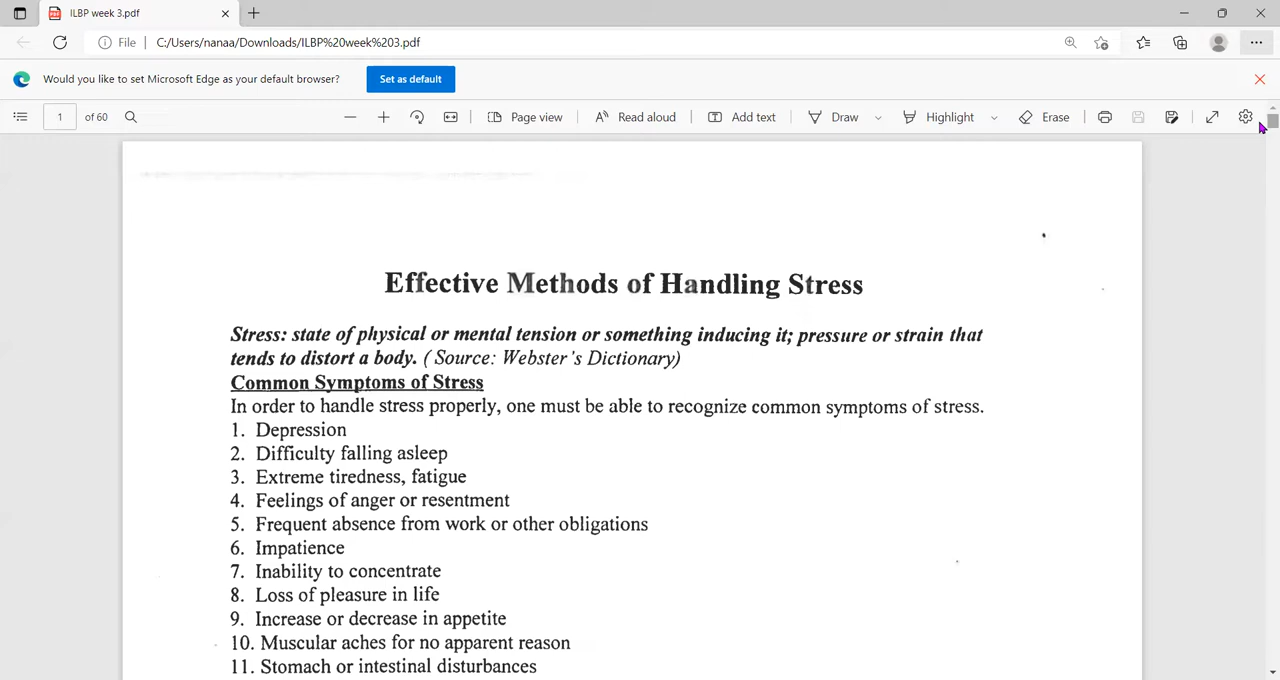 ILBP week 3.pdf
File
C:/Users/nanaa/Downloads/ILBP%20week%203.pdf
Would you like to set Microsoft Edge as your default browser?
Set as default
1 of 60
Page view
Read aloud
Add text
Draw
Highlight
Erase
Effective Methods of Handling Stress
Stress: state of physical or mental tension or something inducing it; pressure or strain that
tends to distort a body. ( Source: Webster's Dictionary)
Common Symptoms of Stress
In order to handle stress properly, one must be able to recognize common symptoms of stress.
1. Depression
2. Difficulty falling asleep
3. Extreme tiredness, fatigue
4. Feelings of anger or resentment
5. Frequent absence from work or other obligations
6. Impatience
7. Inability to concentrate
8. Loss of pleasure in life
9. Increase or decrease in appetite
10. Muscular aches for no apparent reason
11. Stomach or intestinal disturbances